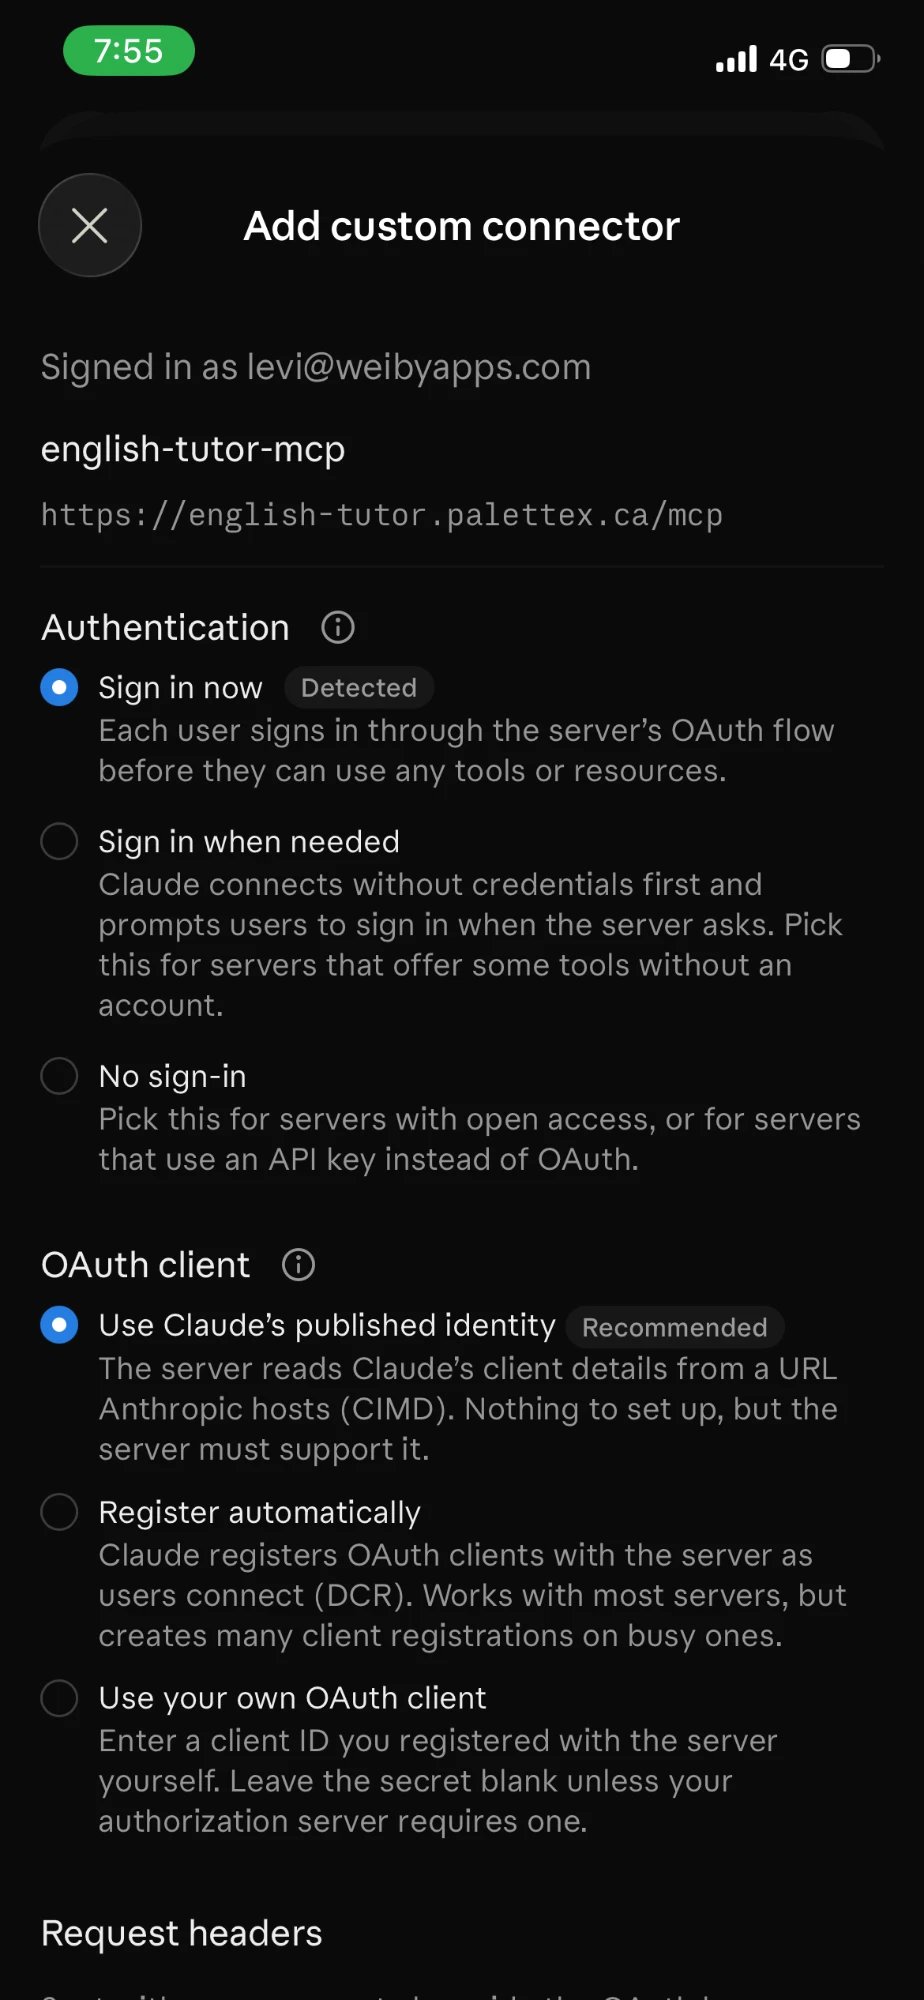 7:55
4G
Add custom connector
Signed in as levi@weibyapps.com
english-tutor-mcp
https://english-tutor.palettex.ca/mcp
Authentication
Sign in now Detected
Each user signs in through the server’s OAuth flow
before they can use any tools or resources.
Sign in when needed
Claude connects without credentials first and
prompts users to sign in when the server asks. Pick
this for servers that offer some tools without an
account.
No sign-in
Pick this for servers with open access, or for servers
that use an API key instead of OAuth.
OAuth client
Use Claude’s published identity Recommended
The server reads Claude’s client details from a URL
Anthropic hosts (CIMD). Nothing to set up, but the
server must support it.
Register automatically
Claude registers OAuth clients with the server as
users connect (DCR). Works with most servers, but
creates many client registrations on busy ones.
Use your own OAuth client
Enter a client ID you registered with the server
yourself. Leave the secret blank unless your
authorization server requires one.
Request headers